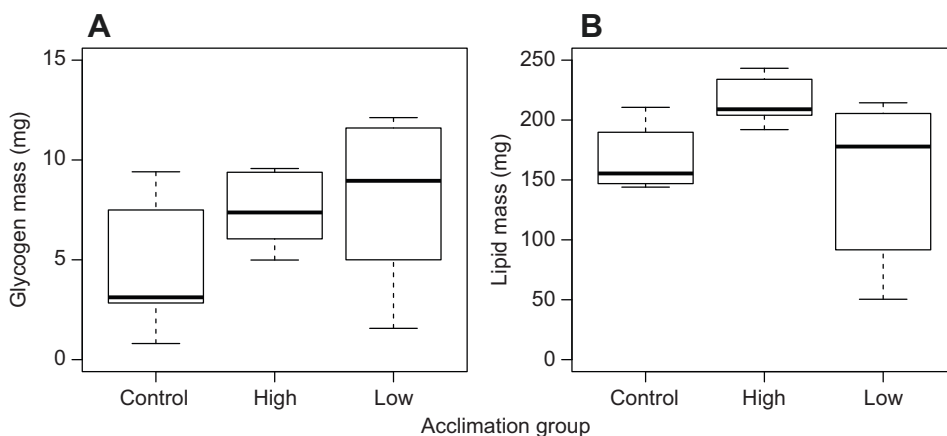 A
B
Glycogen mass (mg)
15
10
5
0
Control High Low
Lipid mass (mg)
250
200
150
100
50
0
Control High Low
Acclimation group